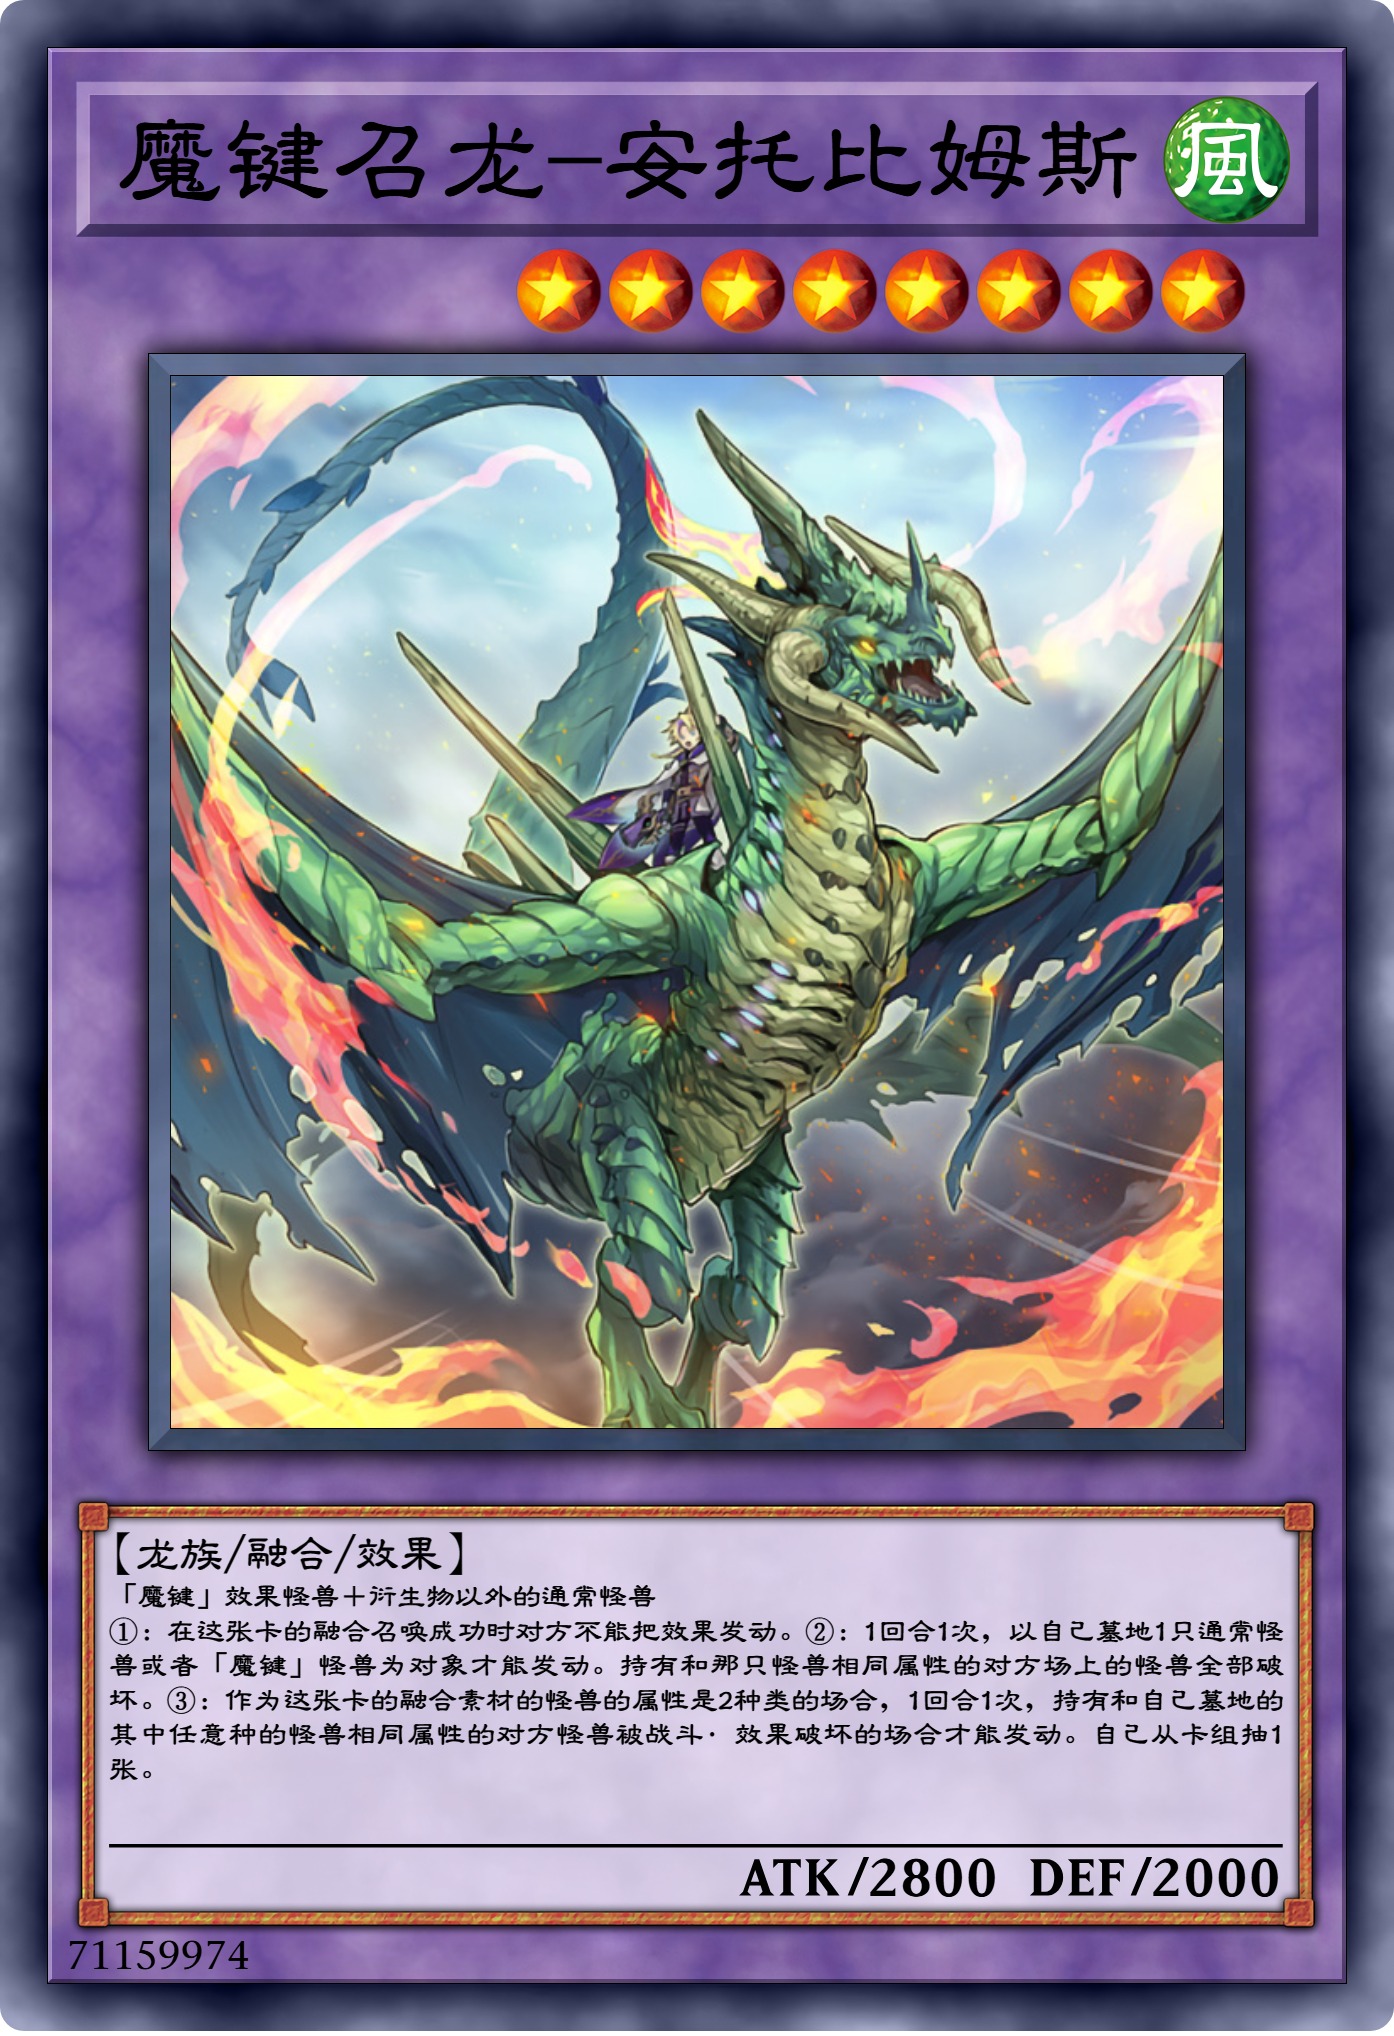 魔键召龙-安托比姆斯
風
【龙族/融合/效果】
「魔键」效果怪兽＋衍生物以外的通常怪兽
①：在这张卡的融合召唤成功时对方不能把效果发动。②：1回合1次，以自己墓地1只通常怪
兽或者「魔键」怪兽为对象才能发动。持有和那只怪兽相同属性的对方场上的怪兽全部破
坏。③：作为这张卡的融合素材的怪兽的属性是2种类的场合，1回合1次，持有和自己墓地的
其中任意种的怪兽相同属性的对方怪兽被战斗·效果破坏的场合才能发动。自己从卡组抽1
张。
ATK/2800 DEF/2000
71159974